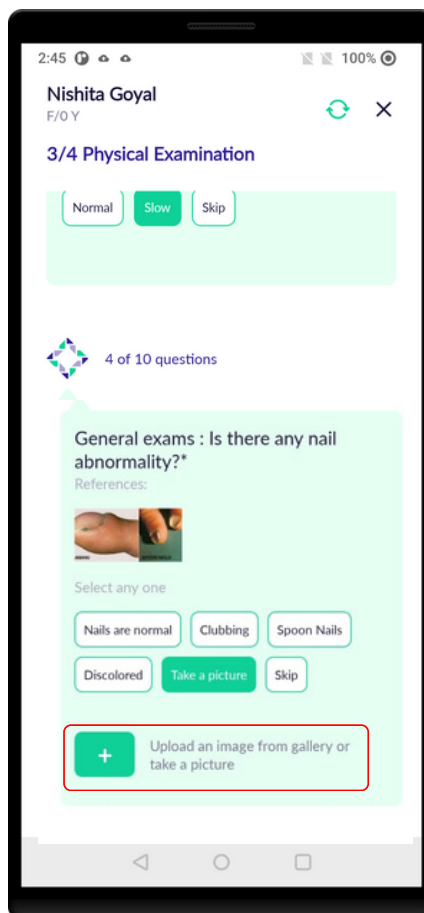 2:45 100%
Nishita Goyal
F/0 Y
3/4 Physical Examination
Normal Slow Skip
4 of 10 questions
General exams : Is there any nail
abnormality?*
References:
Select any one
Nails are normal Clubbing Spoon Nails
Discolored Take a picture Skip
+ Upload an image from gallery or
take a picture